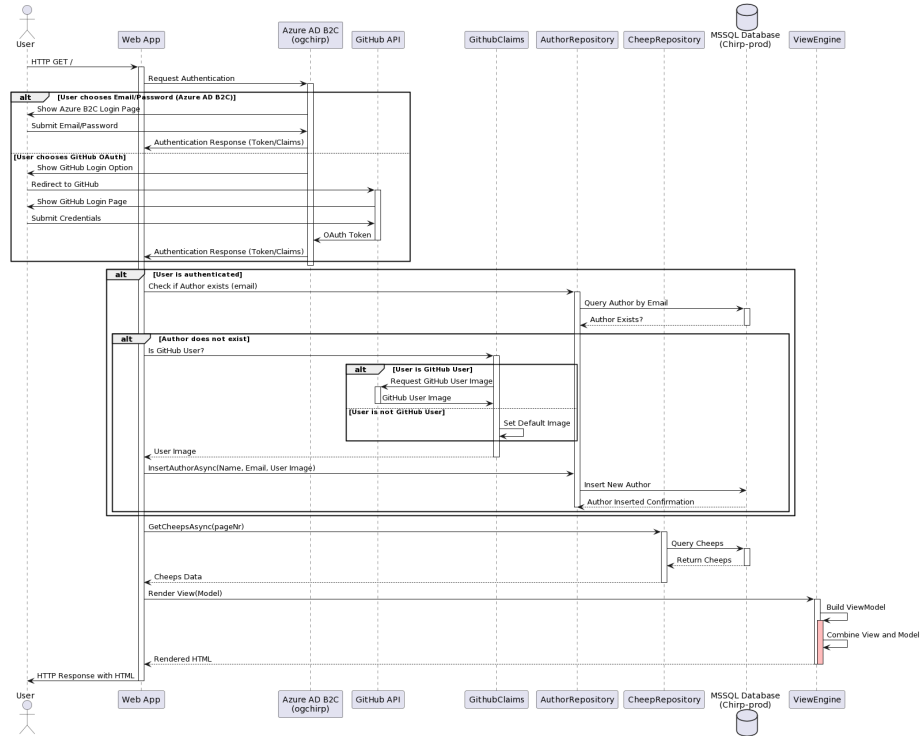 User
Web App
Azure AD B2C
(ogchirp)
GitHub API
GithubClaims
AuthorRepository
CheepRepository
MSSQL Database
(Chirp-prod)
ViewEngine
HTTP GET /
Request Authentication
alt [User chooses Email/Password (Azure AD B2C)]
Show Azure B2C Login Page
Submit Email/Password
Authentication Response (Token/Claims)
[User chooses GitHub OAuth]
Show GitHub Login Option
Redirect to GitHub
Show GitHub Login Page
Submit Credentials
OAuth Token
Authentication Response (Token/Claims)
alt [User is authenticated]
Check if Author exists (email)
Query Author by Email
Author Exists?
alt [Author does not exist]
Is GitHub User?
alt [User is GitHub User]
Request GitHub User Image
GitHub User Image
[User is not GitHub User]
Set Default Image
User Image
InsertAuthorAsync(Name, Email, User Image)
Insert New Author
Author Inserted Confirmation
GetCheepsAsync(pageNr)
Query Cheeps
Return Cheeps
Cheeps Data
Render View(Model)
Build ViewModel
Combine View and Model
Rendered HTML
HTTP Response with HTML
User
Web App
Azure AD B2C
(ogchirp)
GitHub API
GithubClaims
AuthorRepository
CheepRepository
MSSQL Database
(Chirp-prod)
ViewEngine